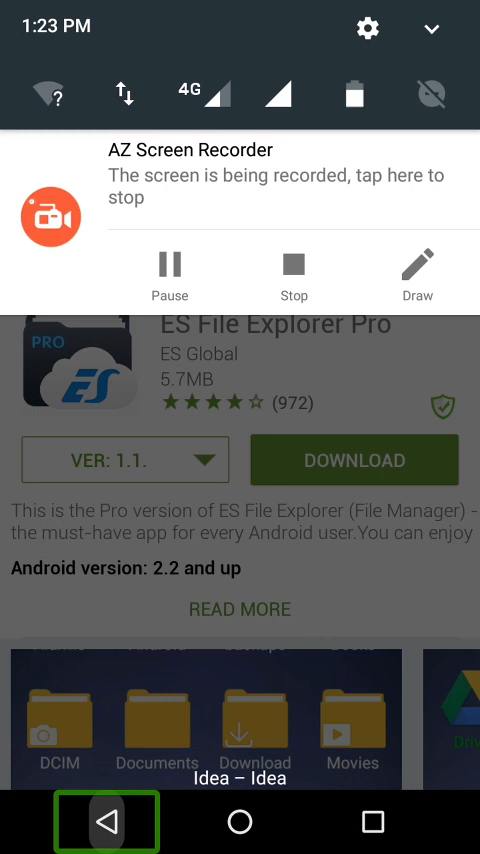 1:23 PM
?
4G
AZ Screen Recorder
The screen is being recorded, tap here to
stop
Pause
Stop
Draw
ES File Explorer Pro
PRO
ES
ES Global
5.7MB
(972)
VER: 1.1.
DOWNLOAD
This is the Pro version of ES File Explorer (File Manager) -
the must-have app for every Android user.You can enjoy
Android version: 2.2 and up
READ MORE
DCIM
Documents
Download
Movies
Idea – Idea